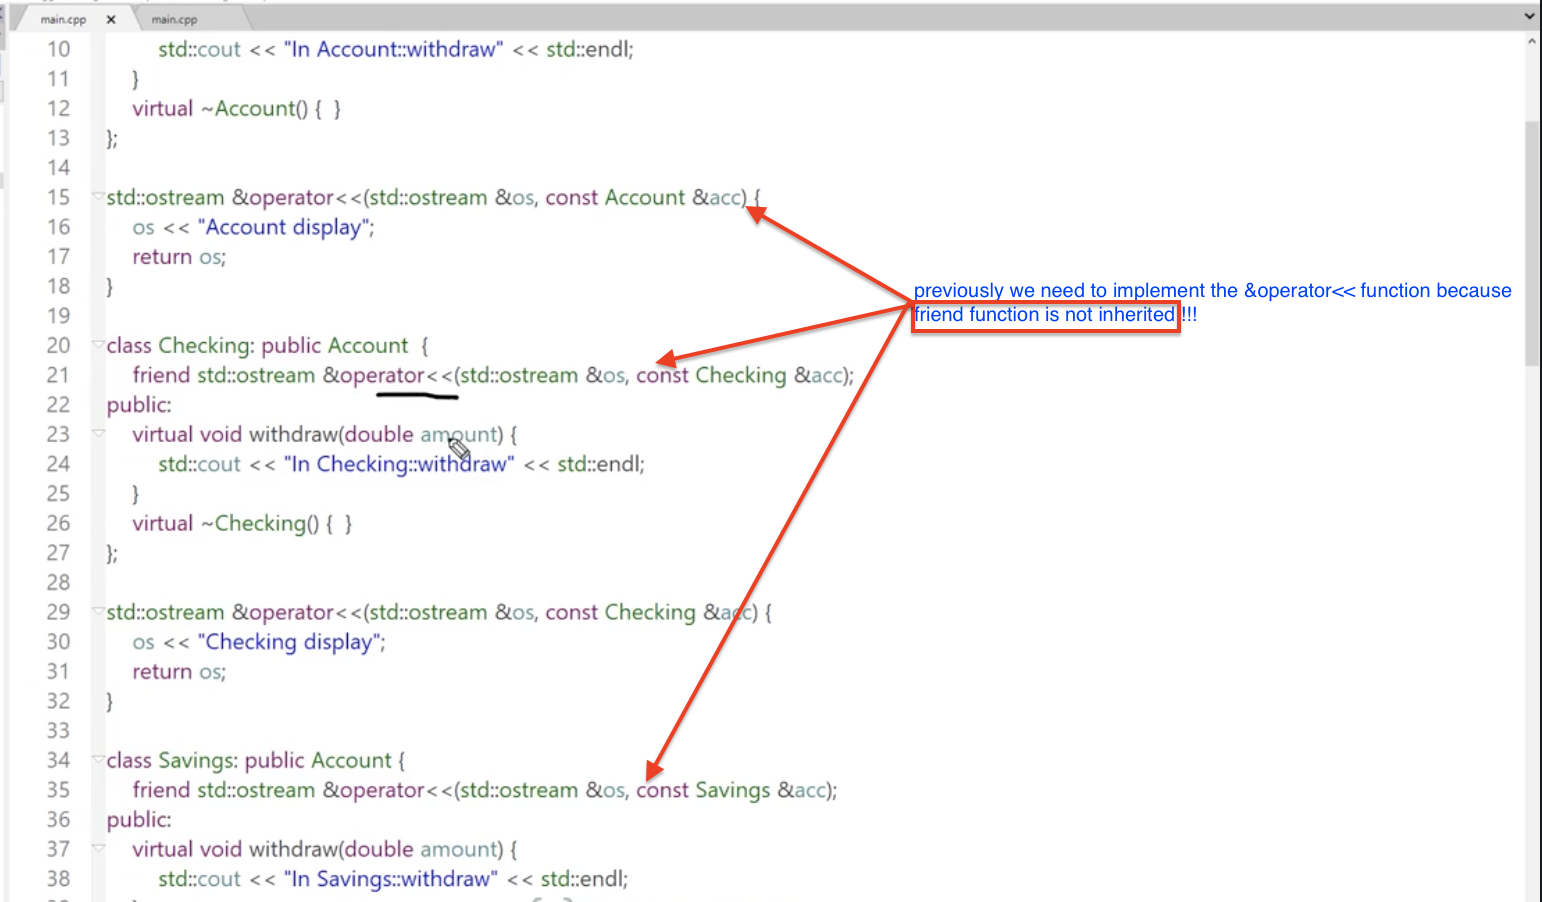 main.cpp x main.cpp
10 std::cout << "In Account::withdraw" << std::endl;
11 }
12 virtual ~Account() { }
13 };
14
15 std::ostream &operator<<(std::ostream &os, const Account &acc) {
16 os << "Account display";
17 return os;
18 }
19
20 class Checking: public Account {
21 friend std::ostream &operator<<(std::ostream &os, const Checking &acc);
22 public:
23 virtual void withdraw(double amount) {
24 std::cout << "In Checking::withdraw" << std::endl;
25 }
26 virtual ~Checking() { }
27 };
28
29 std::ostream &operator<<(std::ostream &os, const Checking &acc) {
30 os << "Checking display";
31 return os;
32 }
33
34 class Savings: public Account {
35 friend std::ostream &operator<<(std::ostream &os, const Savings &acc);
36 public:
37 virtual void withdraw(double amount) {
38 std::cout << "In Savings::withdraw" << std::endl;
previously we need to implement the &operator<< function because
friend function is not inherited !!!